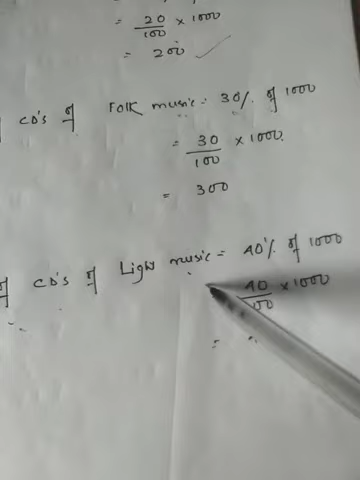 = 20/100 × 1000
= 200
CD's of Folk music = 30% of 1000
= 30/100 × 1000
= 300
of CD's of Light music = 40% of 1000
40/100 × 1000
=